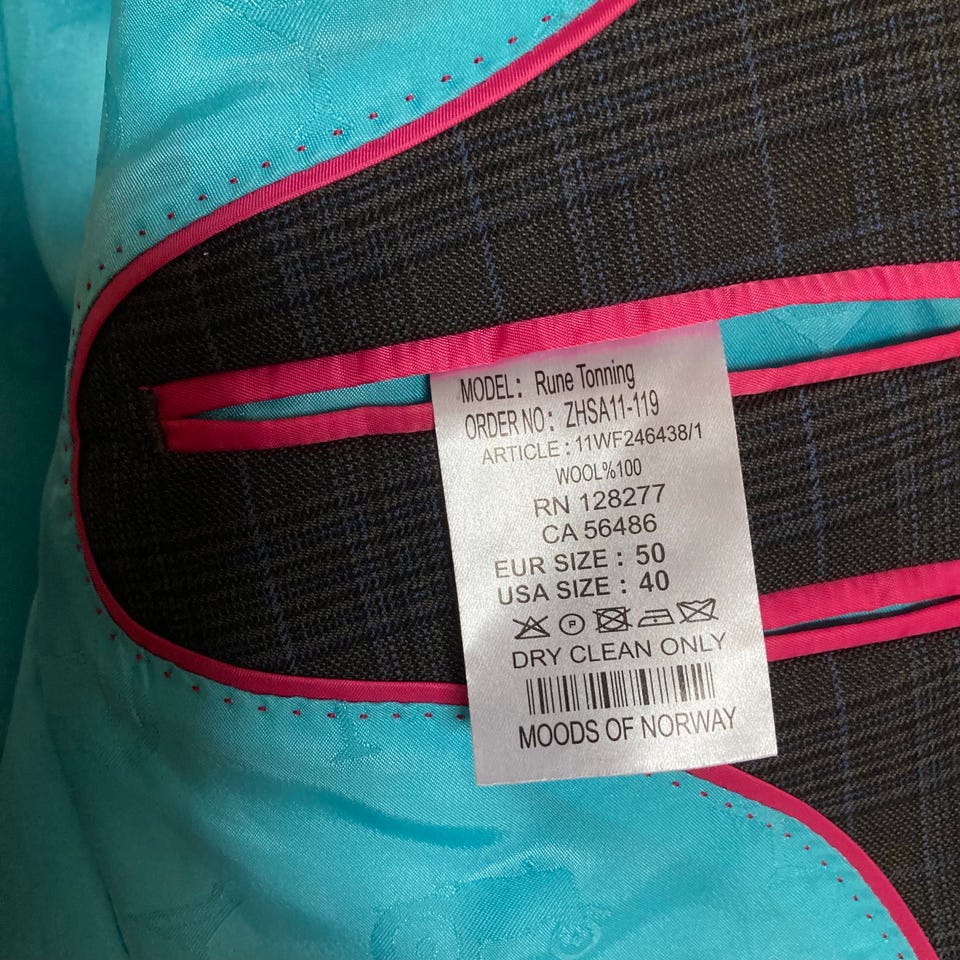 MODEL: Rune Tonning
ORDER NO: ZHSA11-119
ARTICLE : 11WF246438/1
WOOL%100
RN 128277
CA 56486
EUR SIZE : 50
USA SIZE : 40
DRY CLEAN ONLY
MOODS OF NORWAY